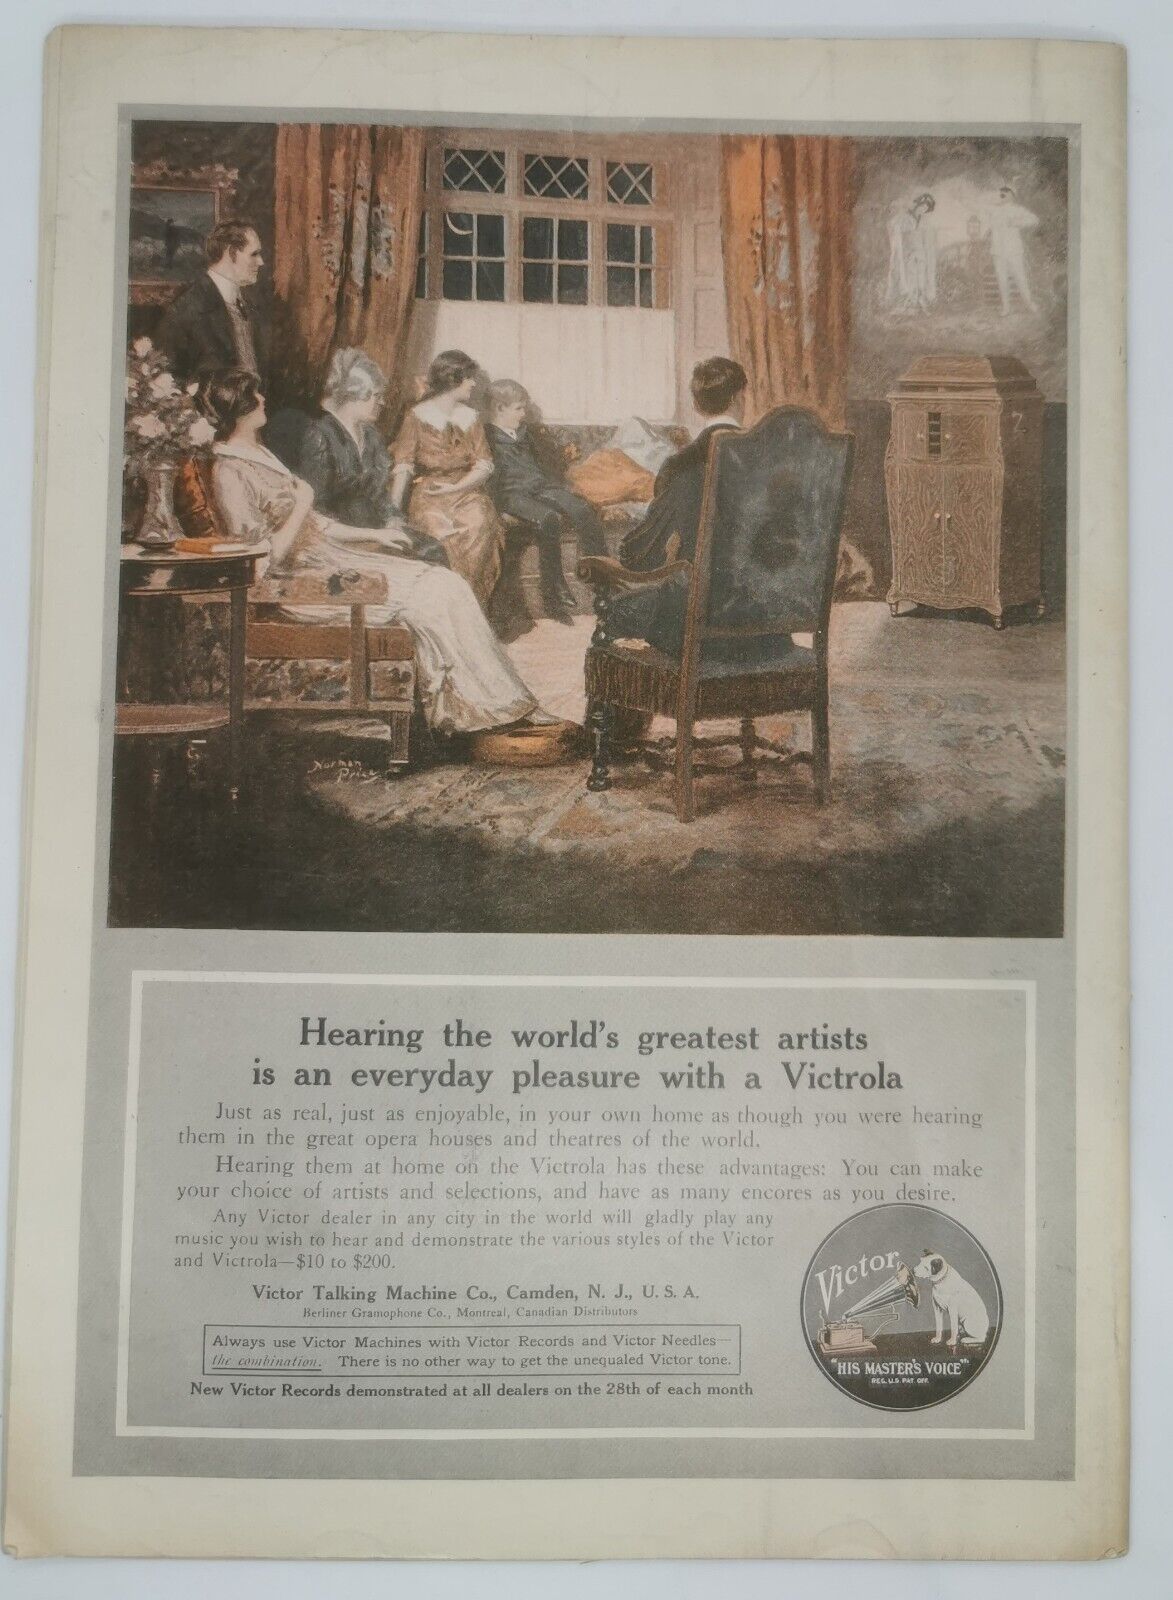 Norman
Price
Hearing the world's greatest artists
is an everyday pleasure with a Victrola
Just as real, just as enjoyable, in your own home as though you were hearing
them in the great opera houses and theatres of the world.
Hearing them at home on the Victrola has these advantages: You can make
your choice of artists and selections, and have as many encores as you desire.
Any Victor dealer in any city in the world will gladly play any
music you wish to hear and demonstrate the various styles of the Victor
and Victrola—$10 to $200.
Victor Talking Machine Co., Camden, N. J., U. S. A.
Berliner Gramophone Co., Montreal, Canadian Distributors
Always use Victor Machines with Victor Records and Victor Needles—
the combination. There is no other way to get the unequaled Victor tone.
New Victor Records demonstrated at all dealers on the 28th of each month
Victor
"HIS MASTER'S VOICE"
REG. U.S. PAT. OFF.